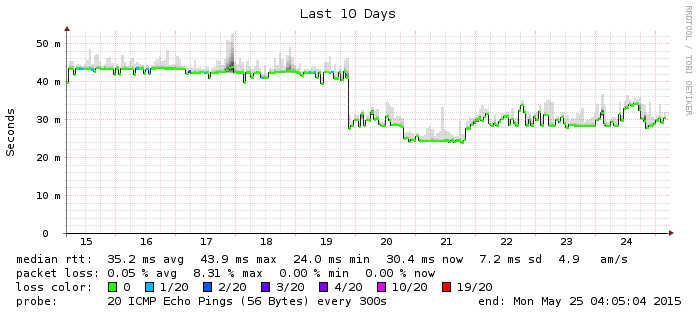 Last 10 Days
RRDTOOL / TOBI OETIKER
Seconds
50 m
40 m
30 m
20 m
10 m
0
15 16 17 18 19 20 21 22 23 24
median rtt: 35.2 ms avg 43.9 ms max 24.0 ms min 30.4 ms now 7.2 ms sd 4.9 am/s
packet loss: 0.05 % avg 8.31 % max 0.00 % min 0.00 % now
loss color: 0 1/20 2/20 3/20 4/20 10/20 19/20
probe: 20 ICMP Echo Pings (56 Bytes) every 300s end: Mon May 25 04:05:04 2015